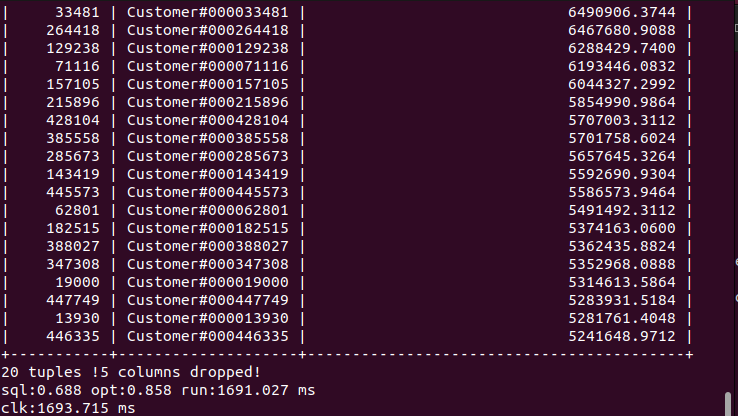 |     33481 | Customer#000033481 |                             6490906.3744 |
|    264418 | Customer#000264418 |                             6467680.9088 |
|    129238 | Customer#000129238 |                             6288429.7400 |
|     71116 | Customer#000071116 |                             6193446.0832 |
|    157105 | Customer#000157105 |                             6044327.2992 |
|    215896 | Customer#000215896 |                             5854990.9864 |
|    428104 | Customer#000428104 |                             5707003.3112 |
|    385558 | Customer#000385558 |                             5701758.6024 |
|    285673 | Customer#000285673 |                             5657645.3264 |
|    143419 | Customer#000143419 |                             5592690.9304 |
|    445573 | Customer#000445573 |                             5586573.9464 |
|     62801 | Customer#000062801 |                             5491492.3112 |
|    182515 | Customer#000182515 |                             5374163.0600 |
|    388027 | Customer#000388027 |                             5362435.8824 |
|    347308 | Customer#000347308 |                             5352968.0888 |
|     19000 | Customer#000019000 |                             5314613.5864 |
|    447749 | Customer#000447749 |                             5283931.5184 |
|     13930 | Customer#000013930 |                             5281761.4048 |
|    446335 | Customer#000446335 |                             5241648.9712 |
+-----------+--------------------+------------------------------------------+
20 tuples !5 columns dropped!
sql:0.688 opt:0.858 run:1691.027 ms
clk:1693.715 ms